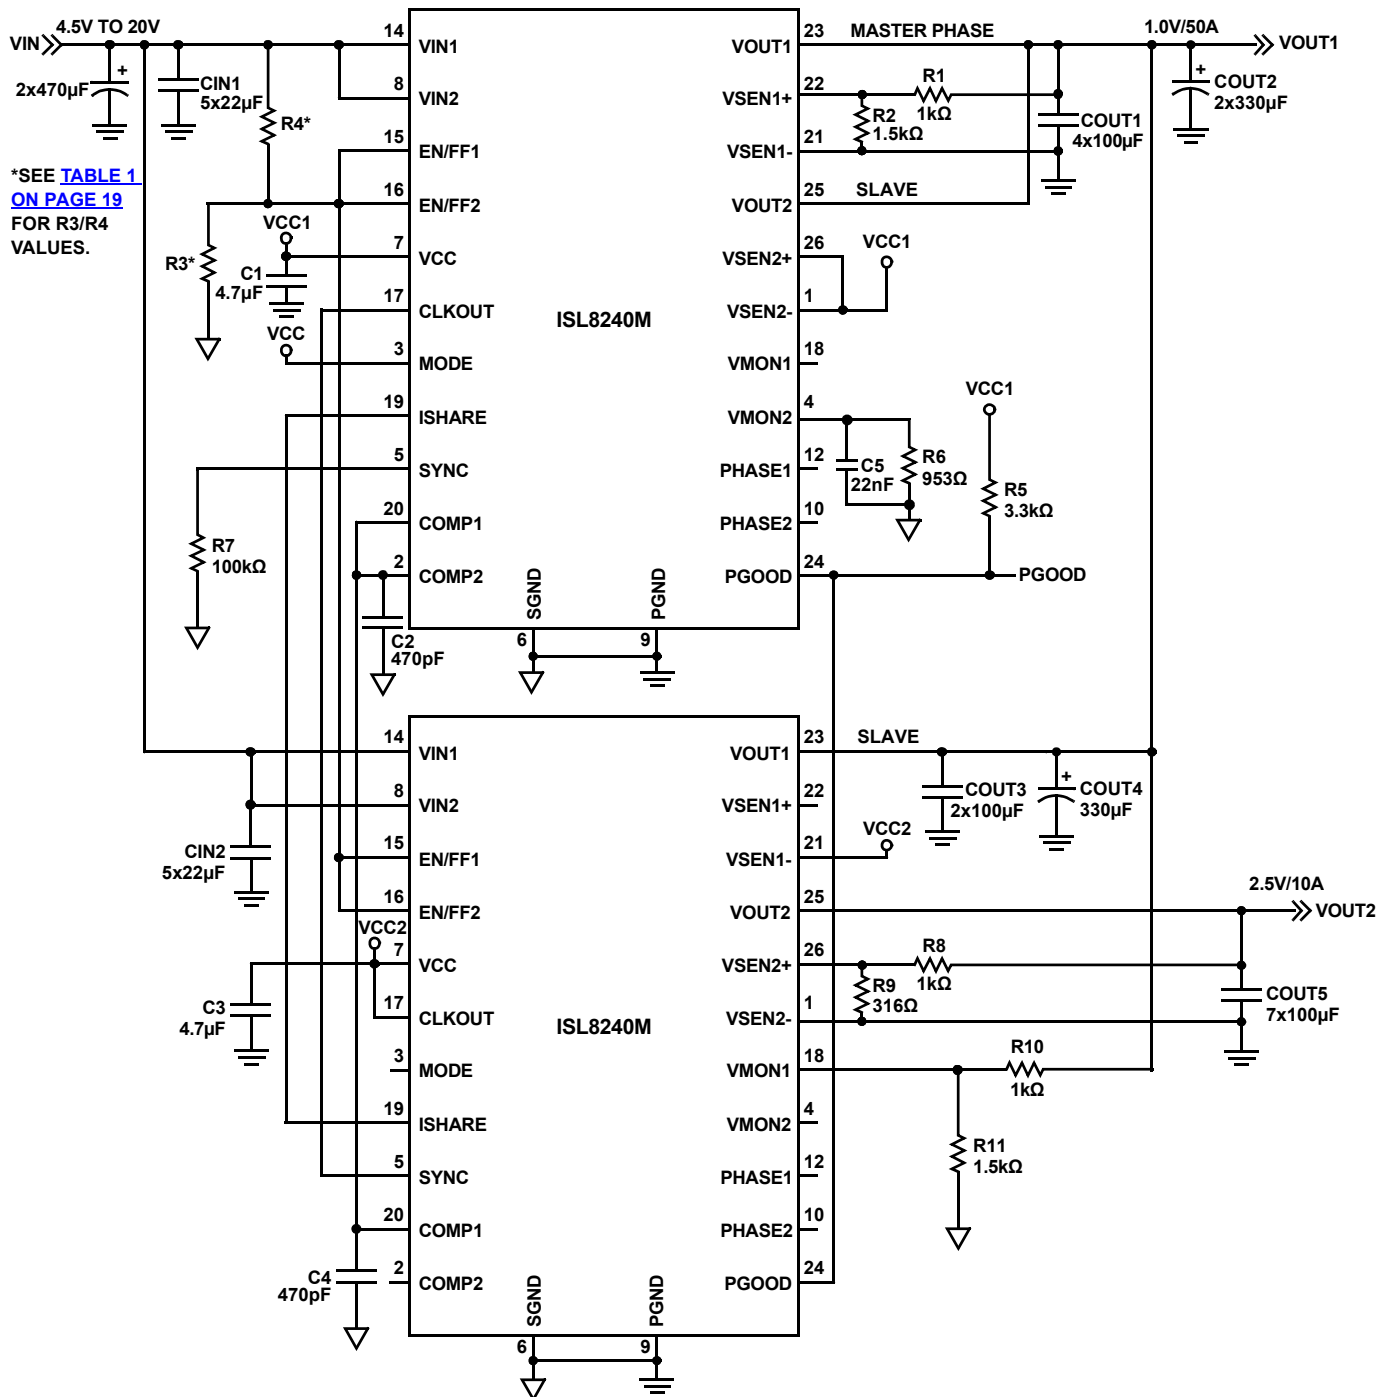 4.5V TO 20V
VIN
2x470µF
+
CIN1
5x22µF
R4*
*SEE TABLE 1
ON PAGE 19
FOR R3/R4
VALUES.
R3*
VCC1
C1
4.7µF
VCC
R7
100kΩ
C2
470pF
14 VIN1
8 VIN2
15 EN/FF1
16 EN/FF2
7 VCC
17 CLKOUT
3 MODE
19 ISHARE
5 SYNC
20 COMP1
2 COMP2
ISL8240M
SGND
6
PGND
9
VOUT1 23 MASTER PHASE
VSEN1+ 22
VSEN1- 21
VOUT2 25 SLAVE
VSEN2+ 26
VSEN2- 1
VMON1 18
VMON2 4
PHASE1 12
PHASE2 10
PGOOD 24
R1
1kΩ
R2
1.5kΩ
COUT1
4x100µF
1.0V/50A
VOUT1
+
COUT2
2x330µF
VCC1
C5
22nF
R6
953Ω
VCC1
R5
3.3kΩ
PGOOD
CIN2
5x22µF
VCC2
C3
4.7µF
C4
470pF
14 VIN1
8 VIN2
15 EN/FF1
16 EN/FF2
7 VCC
17 CLKOUT
3 MODE
19 ISHARE
5 SYNC
20 COMP1
2 COMP2
ISL8240M
SGND
6
PGND
9
VOUT1 23 SLAVE
VSEN1+ 22
VSEN1- 21
VOUT2 25
VSEN2+ 26
VSEN2- 1
VMON1 18
VMON2 4
PHASE1 12
PHASE2 10
PGOOD 24
COUT3
2x100µF
+
COUT4
330µF
VCC2
2.5V/10A
VOUT2
R8
1kΩ
R9
316Ω
COUT5
7x100µF
R10
1kΩ
R11
1.5kΩ